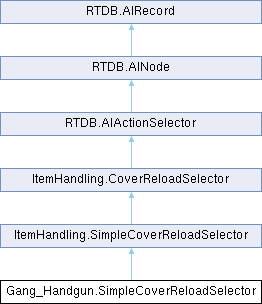 RTDB.AIRecord
RTDB.AINode
RTDB.AIActionSelector
ItemHandling.CoverReloadSelector
ItemHandling.SimpleCoverReloadSelector
Gang_Handgun.SimpleCoverReloadSelector